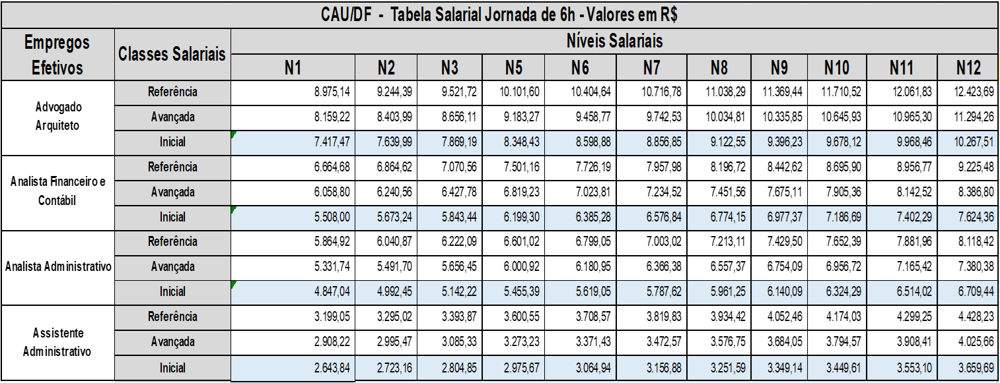 CAU/DF - Tabela Salarial Jornada de 6h - Valores em R$
Empregos Efetivos Classes Salariais Níveis Salariais
N1 N2 N3 N5 N6 N7 N8 N9 N10 N11 N12
Advogado Arquiteto
Referência 8.975,14 9.244,39 9.521,72 10.101,60 10.404,64 10.716,78 11.038,29 11.369,44 11.710,52 12.061,83 12.423,69
Avançada 8.159,22 8.403,99 8.656,11 9.183,27 9.458,77 9.742,53 10.034,81 10.335,85 10.645,93 10.965,30 11.294,26
Inicial 7.417,47 7.639,99 7.869,19 8.348,43 8.598,88 8.856,85 9.122,55 9.396,23 9.678,12 9.968,46 10.267,51
Analista Financeiro e Contábil
Referência 6.664,68 6.864,62 7.070,56 7.501,16 7.726,19 7.957,98 8.196,72 8.442,62 8.695,90 8.956,77 9.225,48
Avançada 6.058,80 6.240,56 6.427,78 6.819,23 7.023,81 7.234,52 7.451,56 7.675,11 7.905,36 8.142,52 8.386,80
Inicial 5.508,00 5.673,24 5.843,44 6.199,30 6.385,28 6.576,84 6.774,15 6.977,37 7.186,69 7.402,29 7.624,36
Analista Administrativo
Referência 5.864,92 6.040,87 6.222,09 6.601,02 6.799,05 7.003,02 7.213,11 7.429,50 7.652,39 7.881,96 8.118,42
Avançada 5.331,74 5.491,70 5.656,45 6.000,92 6.180,95 6.366,38 6.557,37 6.754,09 6.956,72 7.165,42 7.380,38
Inicial 4.847,04 4.992,45 5.142,22 5.455,39 5.619,05 5.787,62 5.961,25 6.140,09 6.324,29 6.514,02 6.709,44
Assistente Administrativo
Referência 3.199,05 3.295,02 3.393,87 3.600,55 3.708,57 3.819,83 3.934,42 4.052,46 4.174,03 4.299,25 4.428,23
Avançada 2.908,22 2.995,47 3.085,33 3.273,23 3.371,43 3.472,57 3.576,75 3.684,05 3.794,57 3.908,41 4.025,66
Inicial 2.643,84 2.723,16 2.804,85 2.975,67 3.064,94 3.156,88 3.251,59 3.349,14 3.449,61 3.553,10 3.659,69